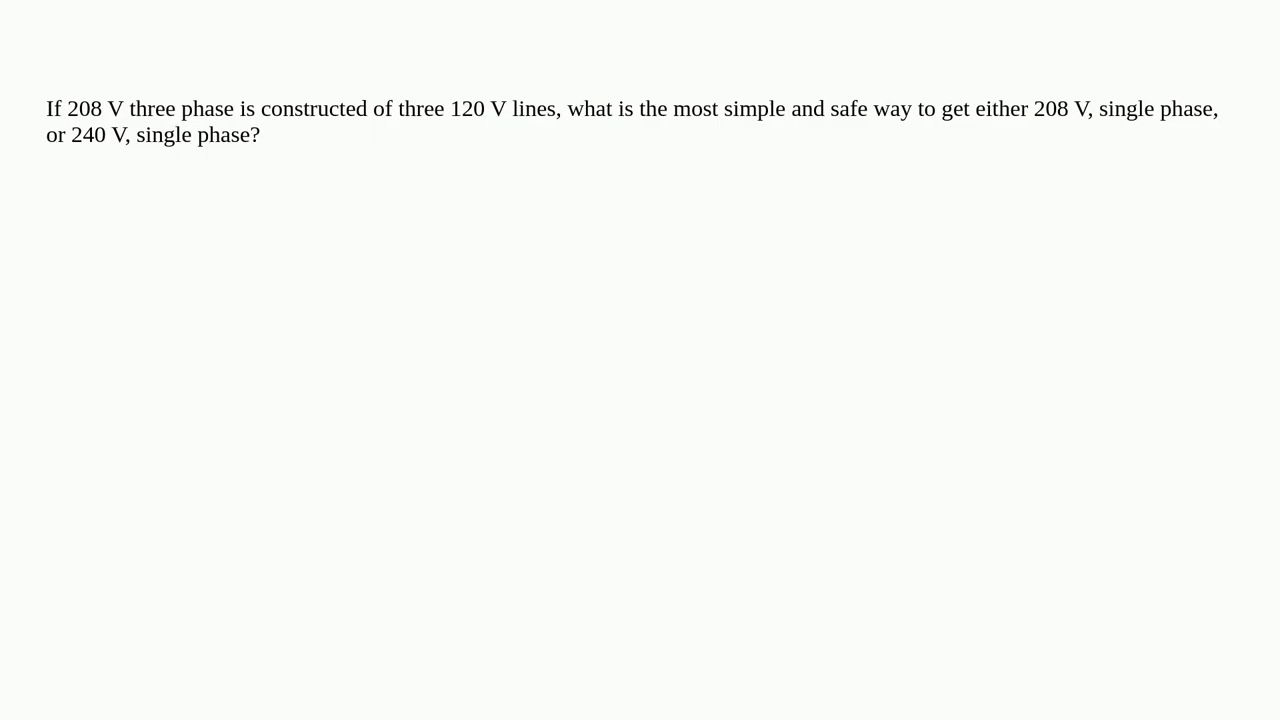 If 208 V three phase is constructed of three 120 V lines, what is the most simple and safe way to get either 208 V, single phase,
or 240 V, single phase?